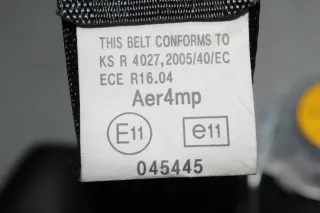 THIS BELT CONFORMS TO
KS R 4027,2005/40/EC
ECE R16.04
Aer4mp
E11 e11
045445